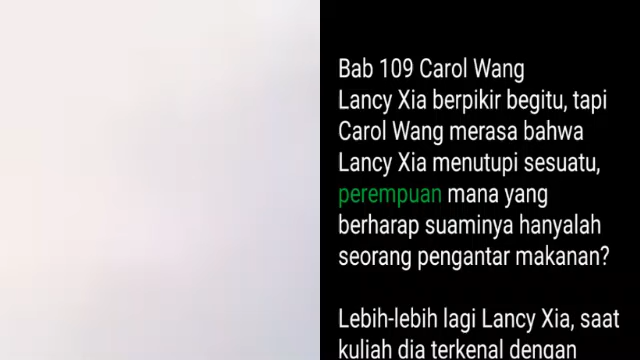 Bab 109 Carol Wang
Lancy Xia berpikir begitu, tapi
Carol Wang merasa bahwa
Lancy Xia menutupi sesuatu,
perempuan mana yang
berharap suaminya hanyalah
seorang pengantar makanan?
Lebih-lebih lagi Lancy Xia, saat
kuliah dia terkenal dengan